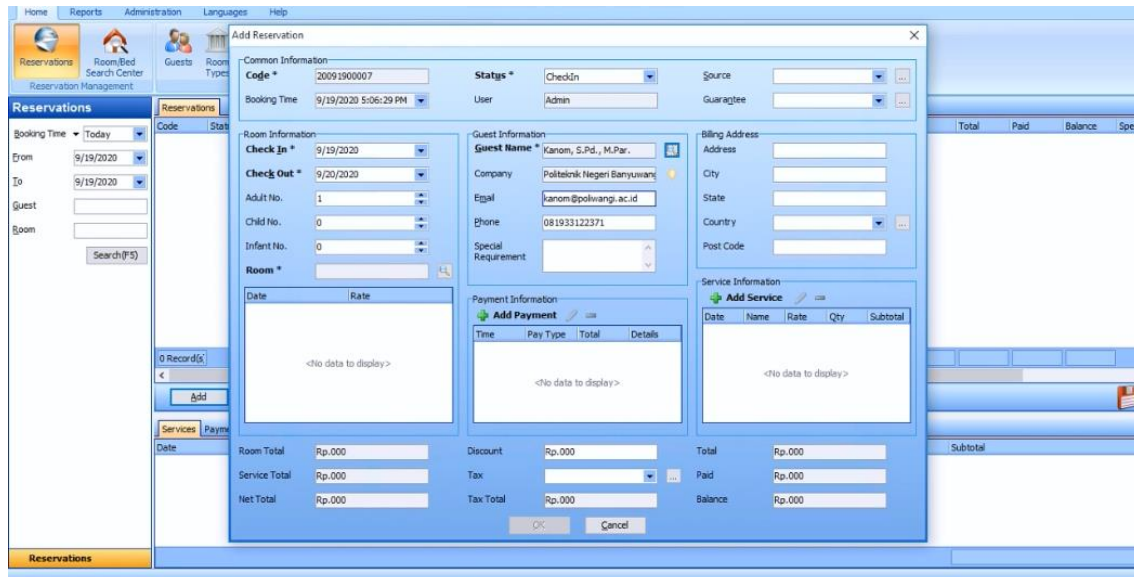 Home Reports Administration Languages Help
Reservations Room/Bed Search Center Guests Room Types
Reservation Management
Reservations
Booking Time Today
From 9/19/2020
To 9/19/2020
Guest
Room
Search(F5)
Reservations
Reservations
Code Stat Total Paid Balance Spe
0 Record(s
Add
Services Payme
Date Subtotal
Add Reservation
Common Information
Code * 20091900007 Status * CheckIn Source
Booking Time 9/19/2020 5:06:29 PM User Admin Guarantee
Room Information
Check In * 9/19/2020
Check Out * 9/20/2020
Adult No. 1
Child No. 0
Infant No. 0
Room *
Date Rate
<No data to display>
Guest Information
Guest Name * Kanom, S.Pd., M.Par.
Company Politeknik Negeri Banyuwang
Email kanom@poliwangi.ac.id
Phone 081933122371
Special Requirement
Payment Information
Add Payment
Time Pay Type Total Details
<No data to display>
Billing Address
Address
City
State
Country
Post Code
Service Information
Add Service
Date Name Rate Qty Subtotal
<No data to display>
Room Total Rp.000 Discount Rp.000 Total Rp.000
Service Total Rp.000 Tax Paid Rp.000
Net Total Rp.000 Tax Total Rp.000 Balance Rp.000
OK Cancel